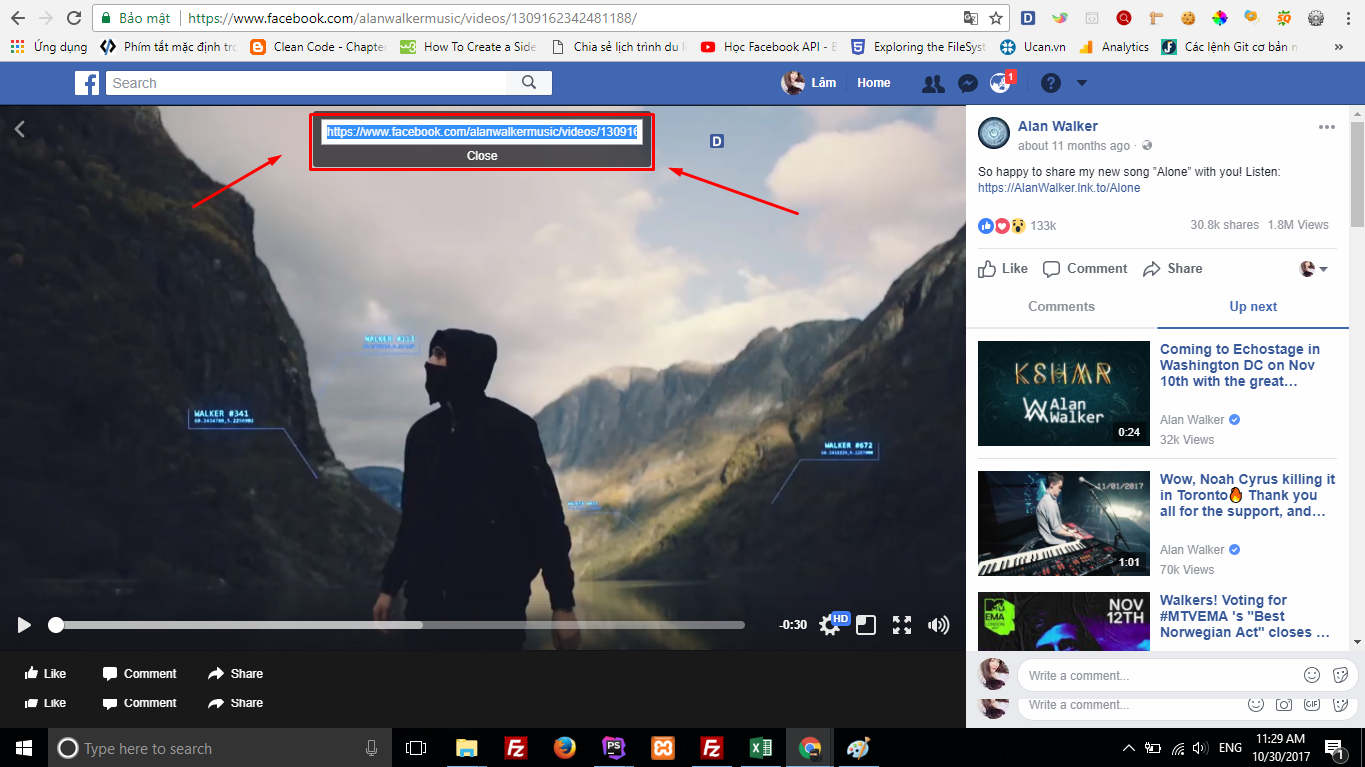 Bảo mật https://www.facebook.com/alanwalkermusic/videos/1309162342481188/
Ứng dụng Phím tắt mặc định trc Clean Code - Chapter How To Create a Side Chia sẻ lịch trình du l Học Facebook API - B Exploring the FileSyst Ucan.vn Analytics Các lệnh Git cơ bản n »
Search
Lâm Home 1
https://www.facebook.com/alanwalkermusic/videos/130916
Close
D
WALKER #341
WALKER #672
-0:30 HD
Like Comment Share
Like Comment Share
Alan Walker
about 11 months ago ·
So happy to share my new song "Alone" with you! Listen:
https://AlanWalker.lnk.to/Alone
133k 30.8k shares 1.8M Views
Like Comment Share
Comments Up next
KSHMR
Alan
Walker
0:24
Coming to Echostage in
Washington DC on Nov
10th with the great…
Alan Walker
32k Views
11/01/2017
1:01
Wow, Noah Cyrus killing it
in Toronto🔥 Thank you
all for the support, and…
Alan Walker
70k Views
MTV
EMA
NOV
12TH
Walkers! Voting for
#MTVEMA 's "Best
Norwegian Act" closes …
Write a comment...
Write a comment... GIF
Type here to search
PS
ENG
11:29 AM
10/30/2017
1